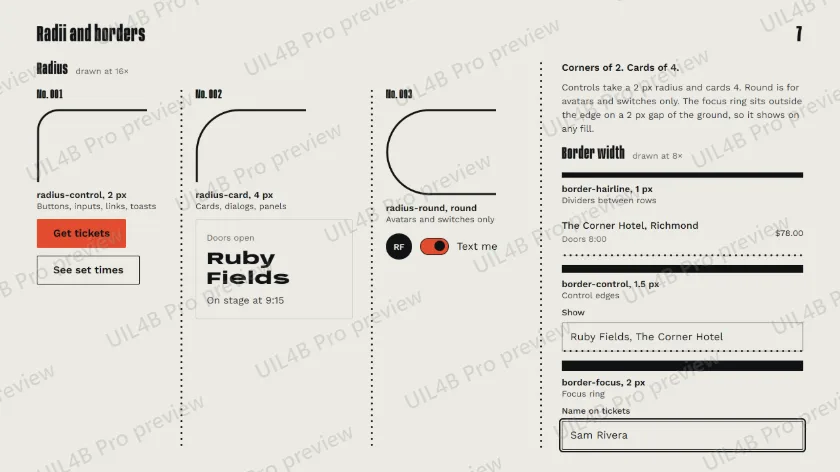 Radii and borders
7
Radius drawn at 16×
No. 001
radius-control, 2 px
Buttons, inputs, links, toasts
Get tickets
See set times
No. 002
radius-card, 4 px
Cards, dialogs, panels
Doors open
Ruby
Fields
On stage at 9:15
No. 003
radius-round, round
Avatars and switches only
RF
Text me
Corners of 2. Cards of 4.
Controls take a 2 px radius and cards 4. Round is for
avatars and switches only. The focus ring sits outside
the edge on a 2 px gap of the ground, so it shows on
any fill.
Border width drawn at 8×
border-hairline, 1 px
Dividers between rows
The Corner Hotel, Richmond
Doors 8:00
$78.00
border-control, 1.5 px
Control edges
Show
Ruby Fields, The Corner Hotel
border-focus, 2 px
Focus ring
Name on tickets
Sam Rivera
UIL4B Pro preview